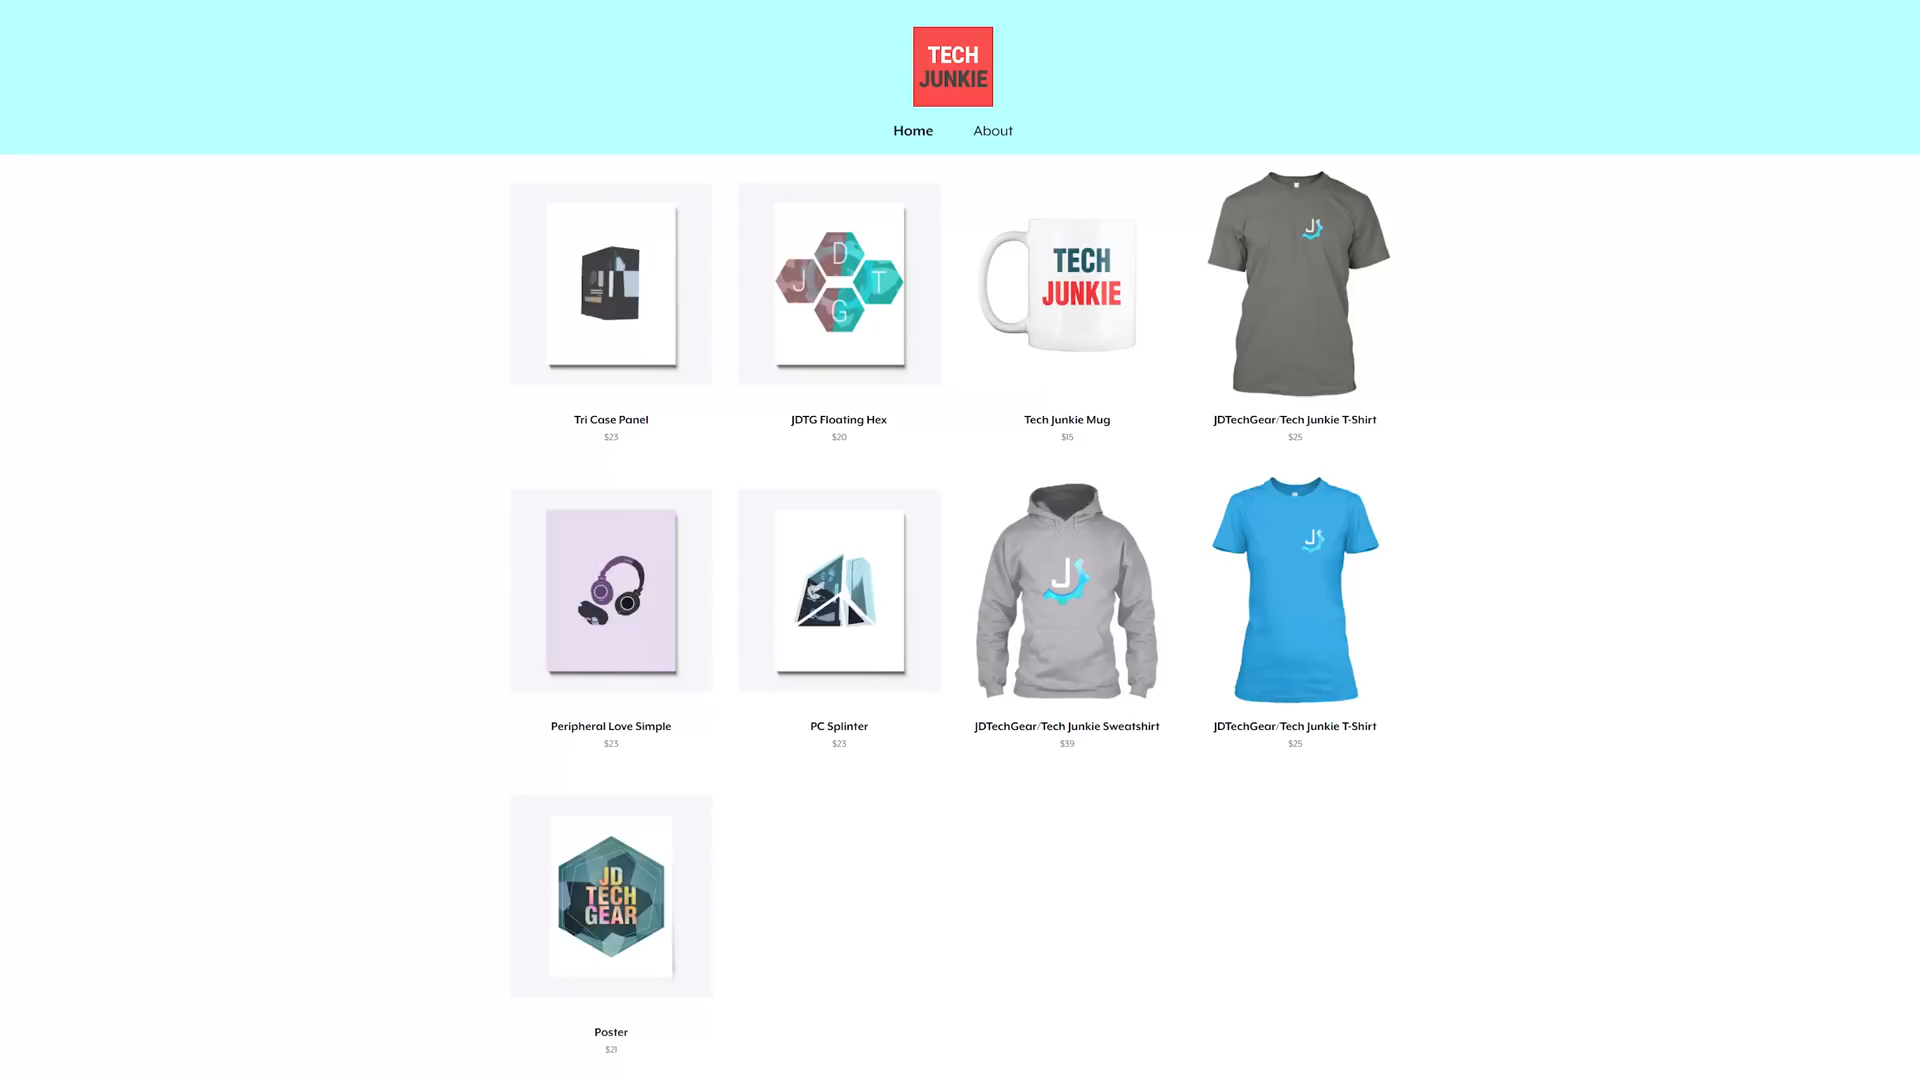 TECH
JUNKIE
Home About
D
J T
G
TECH
JUNKIE
J
Tri Case Panel
$23
JDTG Floating Hex
$20
Tech Junkie Mug
$15
JDTechGear/Tech Junkie T-Shirt
$25
J
J
Peripheral Love Simple
$23
PC Splinter
$23
JDTechGear/Tech Junkie Sweatshirt
$39
JDTechGear/Tech Junkie T-Shirt
$25
JD
TECH
GEAR
Poster
$21